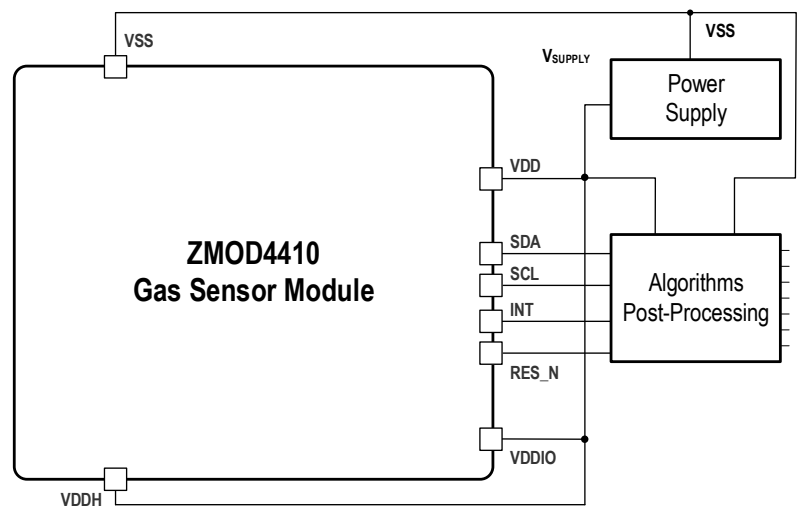 VSS
VSS
VSUPPLY
Power
Supply
VDD
ZMOD4410
Gas Sensor Module
SDA
SCL
INT
RES_N
Algorithms
Post-Processing
VDDIO
VDDH